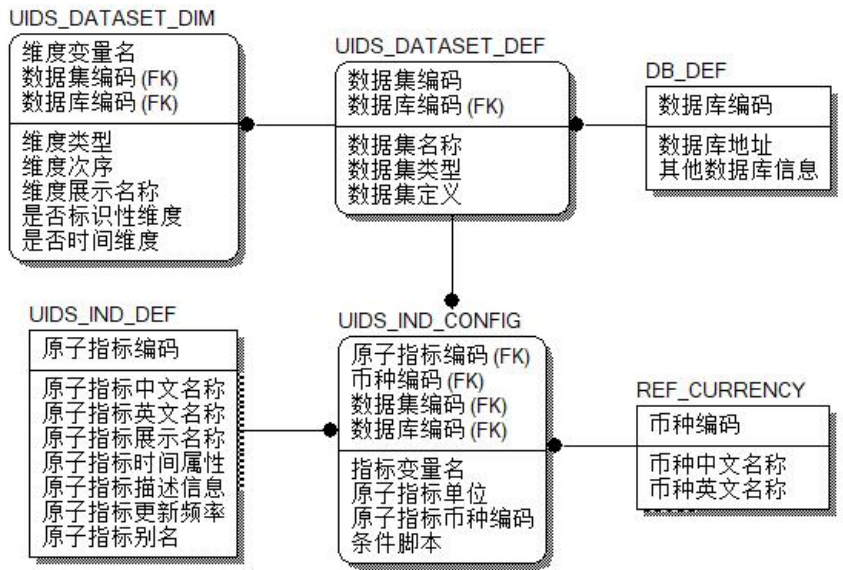 UIDS_DATASET_DIM
维度变量名
数据集编码(FK)
数据库编码(FK)
维度类型
维度次序
维度展示名称
是否标识性维度
是否时间维度
UIDS_DATASET_DEF
数据集编码
数据库编码(FK)
数据集名称
数据集类型
数据集定义
DB_DEF
数据库编码
数据库地址
其他数据库信息
UIDS_IND_DEF
原子指标编码
原子指标中文名称
原子指标英文名称
原子指标展示名称
原子指标时间属性
原子指标描述信息
原子指标更新频率
原子指标别名
UIDS_IND_CONFIG
原子指标编码(FK)
币种编码(FK)
数据集编码(FK)
数据库编码(FK)
指标变量名
原子指标单位
原子指标币种编码
条件脚本
REF_CURRENCY
币种编码
币种中文名称
币种英文名称